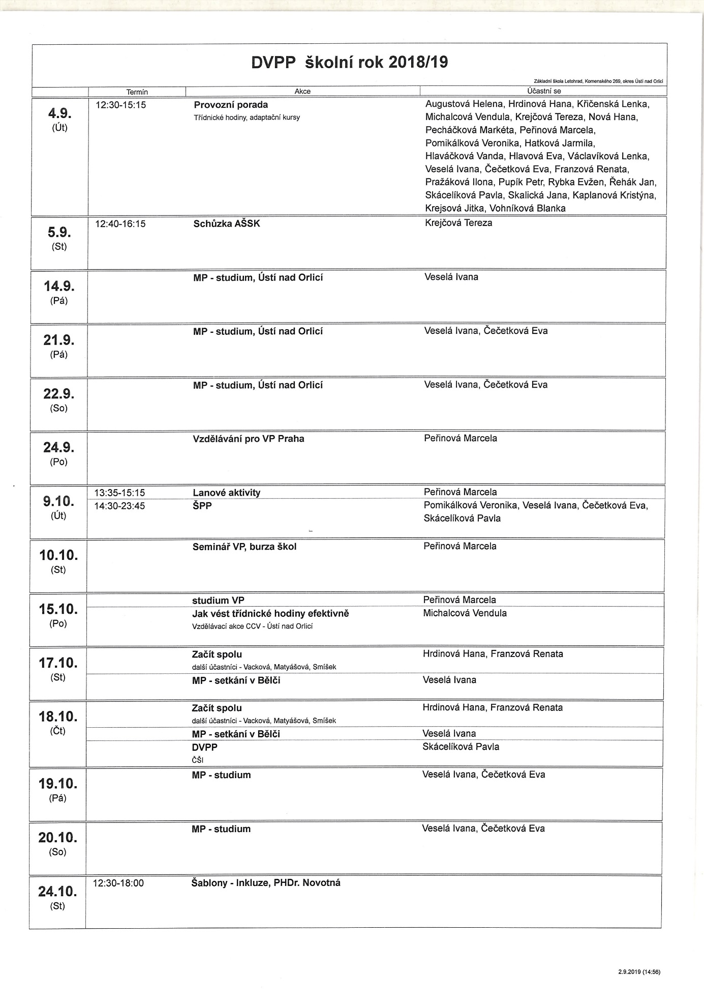 DVPP školní rok 2018/19
Základní škola Letohrad, Komenského 269, okres Ústí nad Orlicí
Termín Akce Účastní se
4.9.
(Út)
12:30-15:15 Provozní porada
Třídnické hodiny, adaptační kursy
Augustová Helena, Hrdinová Hana, Křičenská Lenka,
Michalcová Vendula, Krejčová Tereza, Nová Hana,
Pecháčková Markéta, Peřinová Marcela,
Pomikálková Veronika, Hatková Jarmila,
Hlaváčková Vanda, Hlavová Eva, Václavíková Lenka,
Veselá Ivana, Čečetková Eva, Franzová Renata,
Pražáková Ilona, Pupík Petr, Rybka Evžen, Řehák Jan,
Skácelíková Pavla, Skalická Jana, Kaplanová Kristýna,
Krejsová Jitka, Vohníková Blanka
5.9.
(St)
12:40-16:15 Schůzka AŠSK Krejčová Tereza
14.9.
(Pá)
MP - studium, Ústí nad Orlicí Veselá Ivana
21.9.
(Pá)
MP - studium, Ústí nad Orlicí Veselá Ivana, Čečetková Eva
22.9.
(So)
MP - studium, Ústí nad Orlicí Veselá Ivana, Čečetková Eva
24.9.
(Po)
Vzdělávání pro VP Praha Peřinová Marcela
9.10.
(Út)
13:35-15:15 Lanové aktivity Peřinová Marcela
14:30-23:45 ŠPP Pomikálková Veronika, Veselá Ivana, Čečetková Eva,
Skácelíková Pavla
10.10.
(St)
Seminář VP, burza škol Peřinová Marcela
15.10.
(Po)
studium VP Peřinová Marcela
Jak vést třídnické hodiny efektivně Michalcová Vendula
Vzdělávací akce CCV - Ústí nad Orlicí
17.10.
(St)
Začít spolu Hrdinová Hana, Franzová Renata
další účastníci - Vacková, Matyášová, Smíšek
MP - setkání v Bělči Veselá Ivana
18.10.
(Čt)
Začít spolu Hrdinová Hana, Franzová Renata
další účastníci - Vacková, Matyášová, Smíšek
MP - setkání v Bělči Veselá Ivana
DVPP Skácelíková Pavla
ČŠI
19.10.
(Pá)
MP - studium Veselá Ivana, Čečetková Eva
20.10.
(So)
MP - studium Veselá Ivana, Čečetková Eva
24.10.
(St)
12:30-18:00 Šablony - Inkluze, PHDr. Novotná
2.9.2019 (14:56)